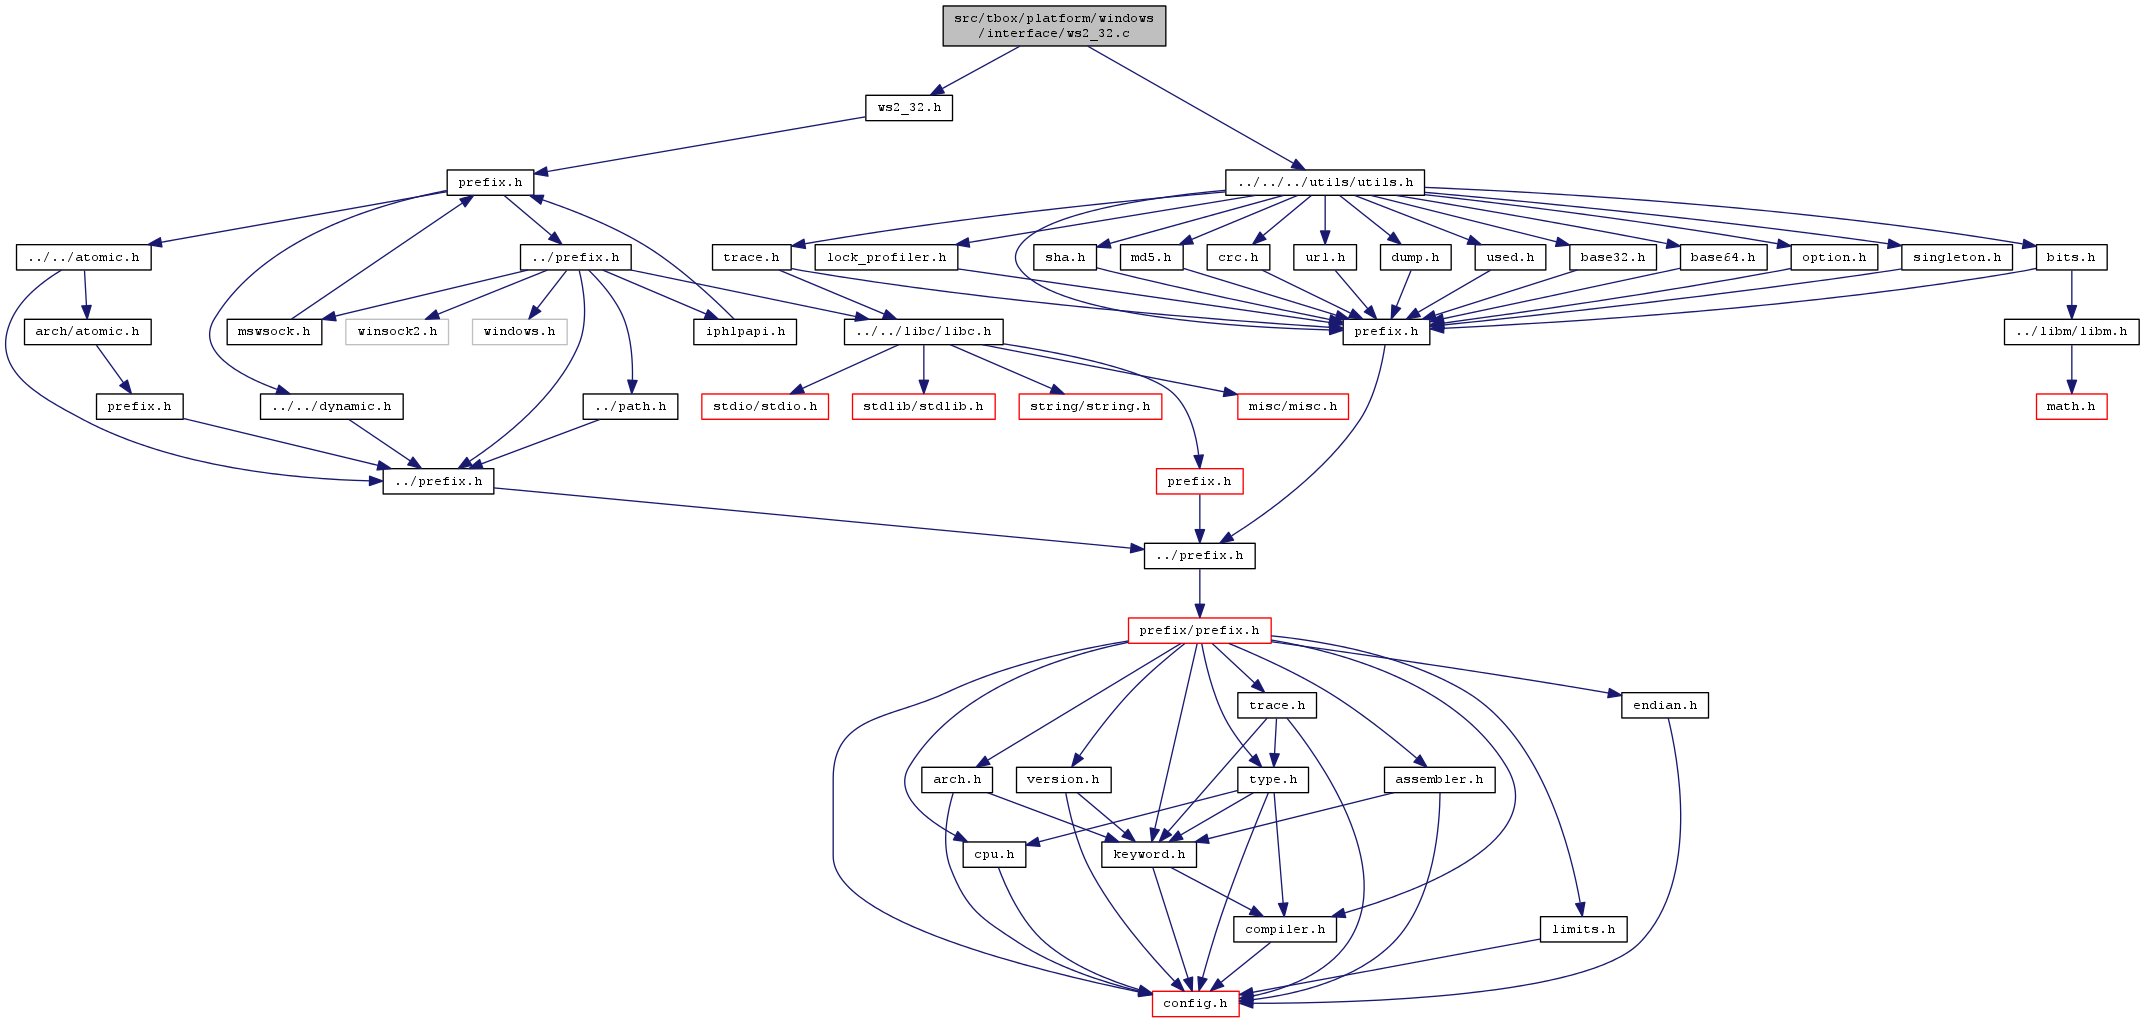 src/tbox/platform/windows
/interface/ws2_32.c
ws2_32.h
prefix.h
../../../utils/utils.h
../../atomic.h
../prefix.h
trace.h
lock_profiler.h
sha.h
md5.h
crc.h
url.h
dump.h
used.h
base32.h
base64.h
option.h
singleton.h
bits.h
arch/atomic.h
mswsock.h
winsock2.h
windows.h
iphlpapi.h
../../libc/libc.h
prefix.h
../libm/libm.h
prefix.h
../../dynamic.h
../path.h
stdio/stdio.h
stdlib/stdlib.h
string/string.h
misc/misc.h
math.h
../prefix.h
prefix.h
../prefix.h
prefix/prefix.h
trace.h
endian.h
arch.h
version.h
type.h
assembler.h
cpu.h
keyword.h
compiler.h
limits.h
config.h